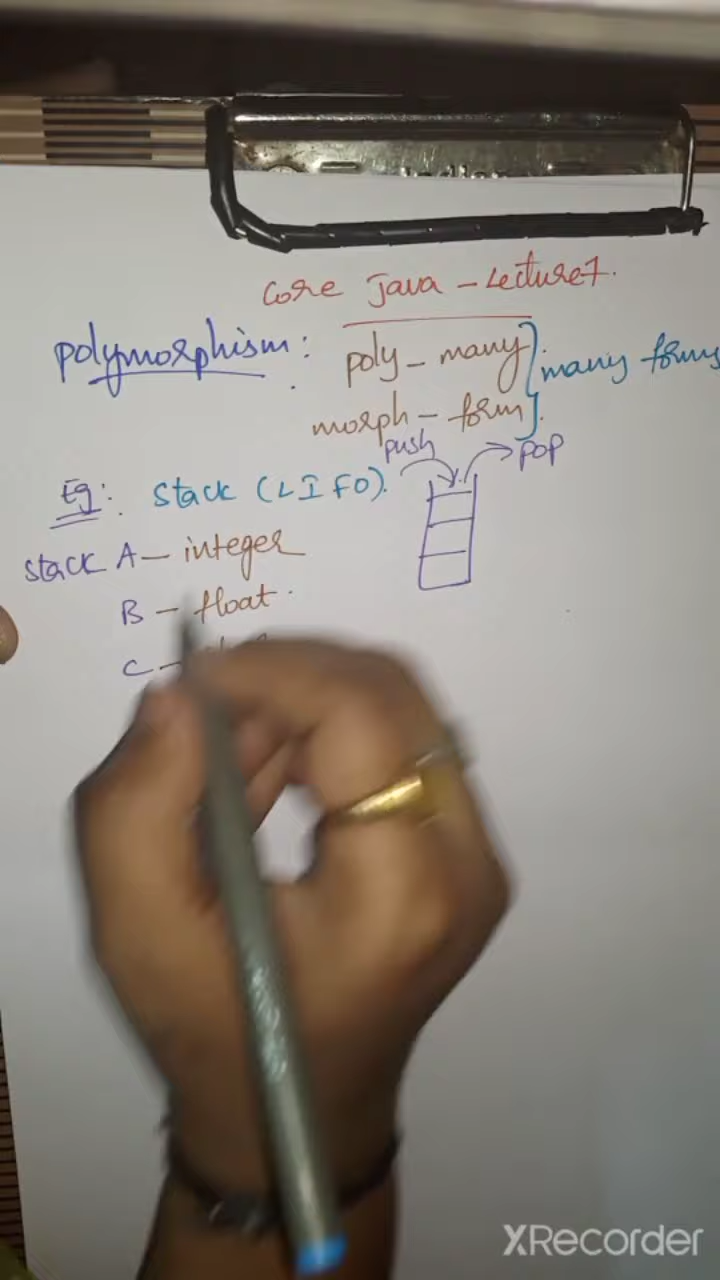 Core Java - Lecture 7.
polymorphism: poly - many } many forms
morph - form
push pop
Eg: Stack (LIFO).
Stack A - integer
B - float.
C -
XRecorder